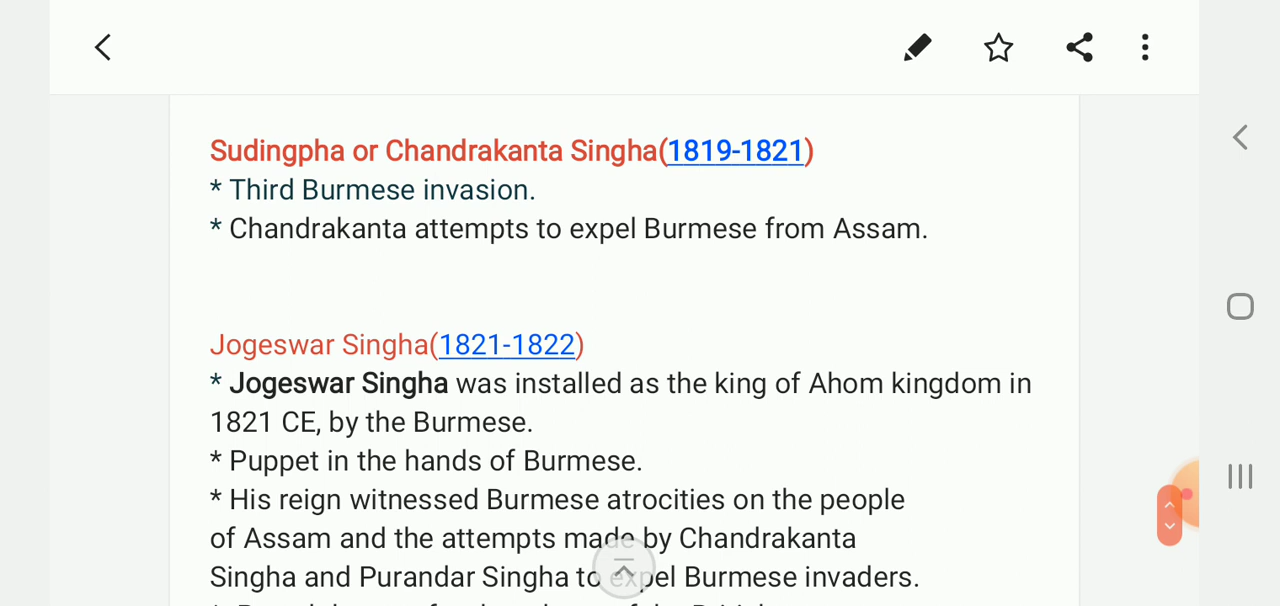 Sudingpha or Chandrakanta Singha(1819-1821)
* Third Burmese invasion.
* Chandrakanta attempts to expel Burmese from Assam.
Jogeswar Singha(1821-1822)
* Jogeswar Singha was installed as the king of Ahom kingdom in
1821 CE, by the Burmese.
* Puppet in the hands of Burmese.
* His reign witnessed Burmese atrocities on the people
of Assam and the attempts made by Chandrakanta
Singha and Purandar Singha to expel Burmese invaders.